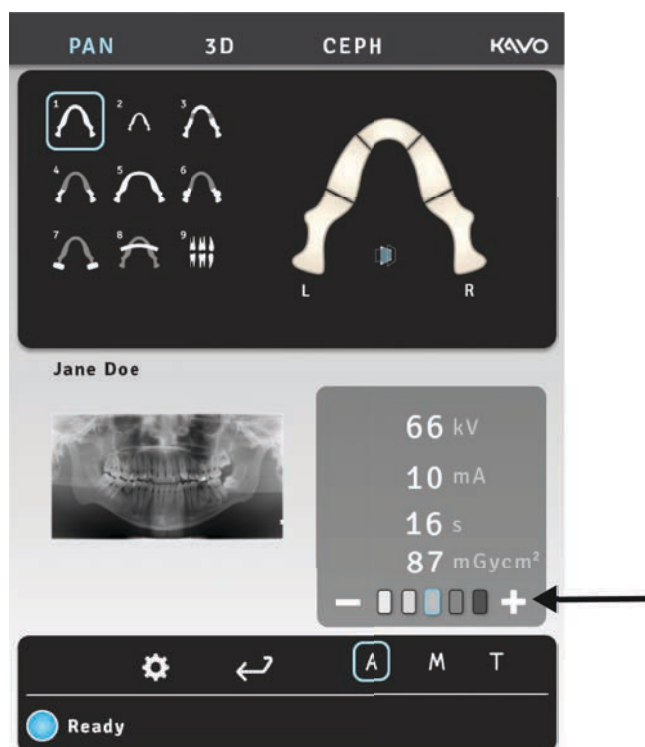 PAN 3D CEPH KAVO
1 2 3
4 5 6
7 8 9
L R
Jane Doe
66 kV
10 mA
16 s
87 mGycm²
− +
A M T
Ready